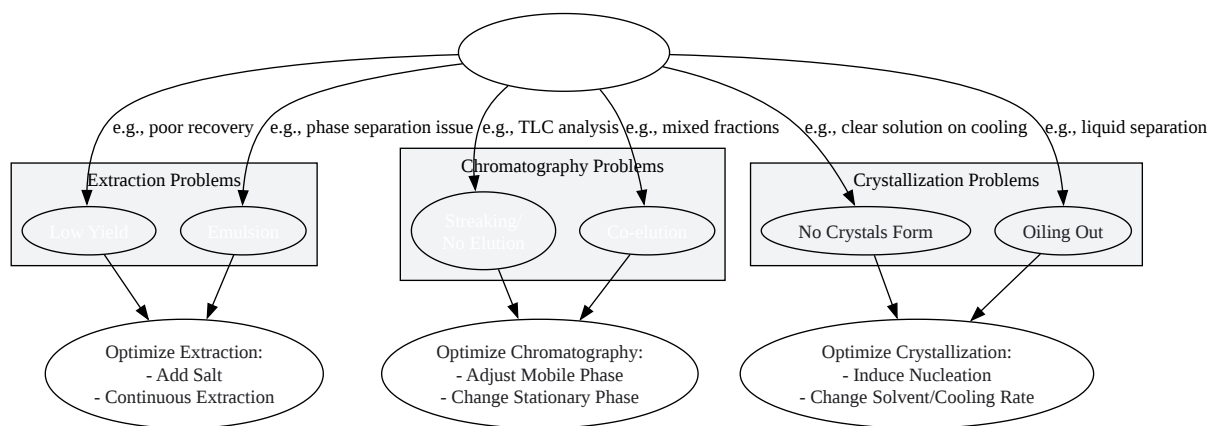 e.g., poor recovery
e.g., phase separation issue
e.g., TLC analysis
e.g., mixed fractions
e.g., clear solution on cooling
e.g., liquid separation
Extraction Problems
Low Yield
Emulsion
Chromatography Problems
Streaking/
No Elution
Co-elution
Crystallization Problems
No Crystals Form
Oiling Out
Optimize Extraction:
- Add Salt
- Continuous Extraction
Optimize Chromatography:
- Adjust Mobile Phase
- Change Stationary Phase
Optimize Crystallization:
- Induce Nucleation
- Change Solvent/Cooling Rate